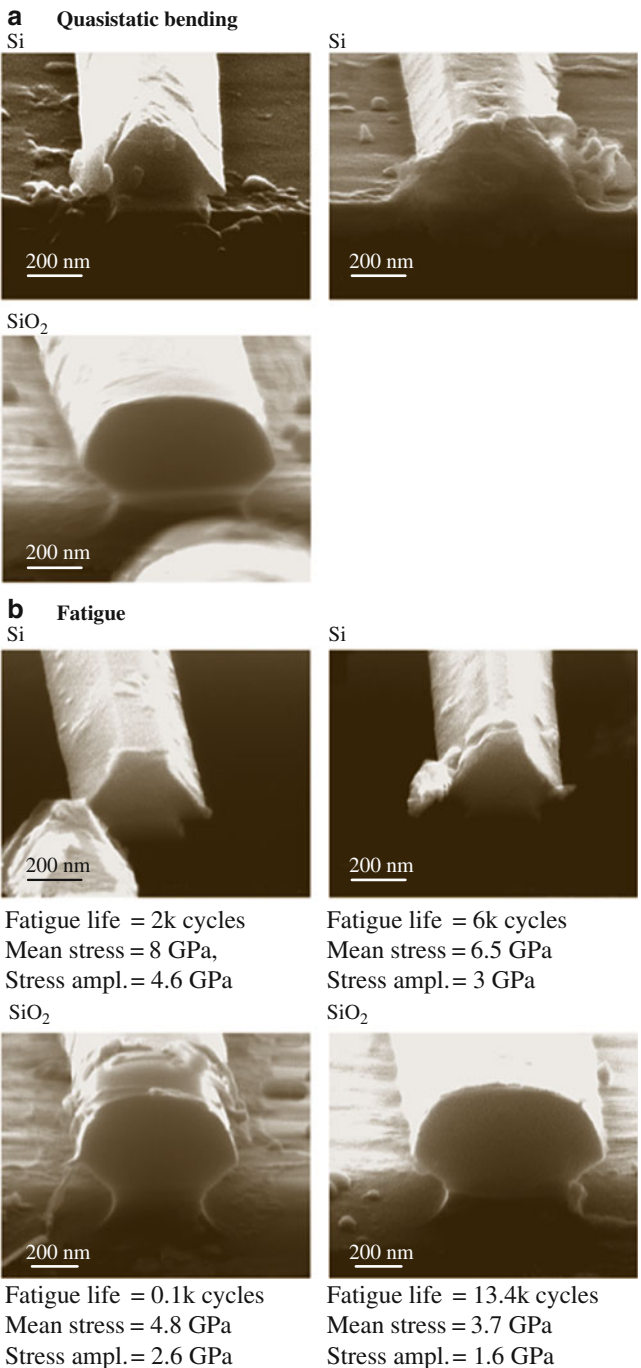 a Quasistatic bending
Si
Si
200 nm
200 nm
SiO₂
200 nm
b Fatigue
Si
Si
200 nm
200 nm
Fatigue life = 2k cycles
Mean stress = 8 GPa,
Stress ampl. = 4.6 GPa
Fatigue life = 6k cycles
Mean stress = 6.5 GPa
Stress ampl. = 3 GPa
SiO₂
SiO₂
200 nm
200 nm
Fatigue life = 0.1k cycles
Mean stress = 4.8 GPa
Stress ampl. = 2.6 GPa
Fatigue life = 13.4k cycles
Mean stress = 3.7 GPa
Stress ampl. = 1.6 GPa